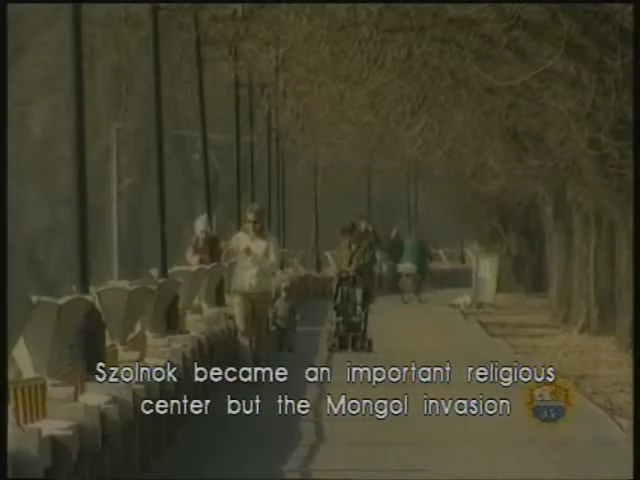 Szolnok became an important religious
center but the Mongol invasion